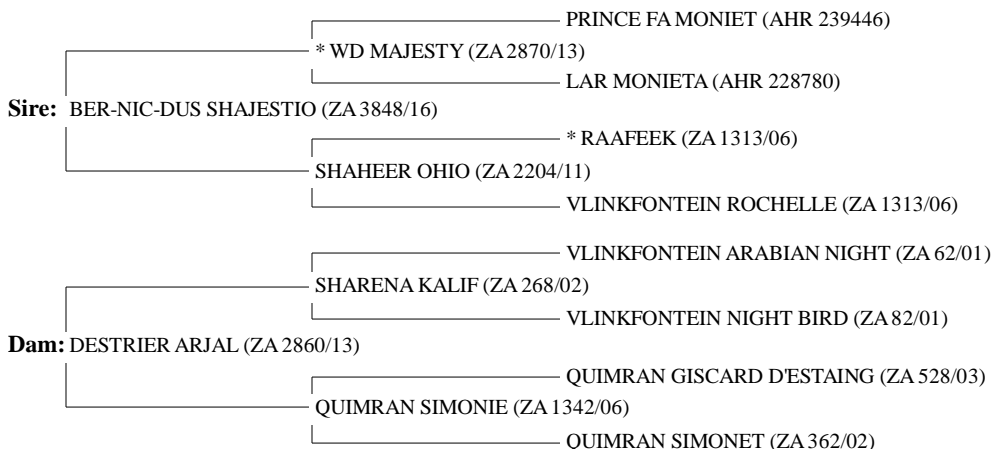 PRINCE FA MONIET (AHR 239446)
* WD MAJESTY (ZA 2870/13)
LAR MONIETA (AHR 228780)
Sire: BER-NIC-DUS SHAJESTIO (ZA 3848/16)
* RAAFEEK (ZA 1313/06)
SHAHEER OHIO (ZA 2204/11)
VLINKFONTEIN ROCHELLE (ZA 1313/06)
VLINKFONTEIN ARABIAN NIGHT (ZA 62/01)
SHARENA KALIF (ZA 268/02)
VLINKFONTEIN NIGHT BIRD (ZA 82/01)
Dam: DESTRIER ARJAL (ZA 2860/13)
QUIMRAN GISCARD D'ESTAING (ZA 528/03)
QUIMRAN SIMONIE (ZA 1342/06)
QUIMRAN SIMONET (ZA 362/02)